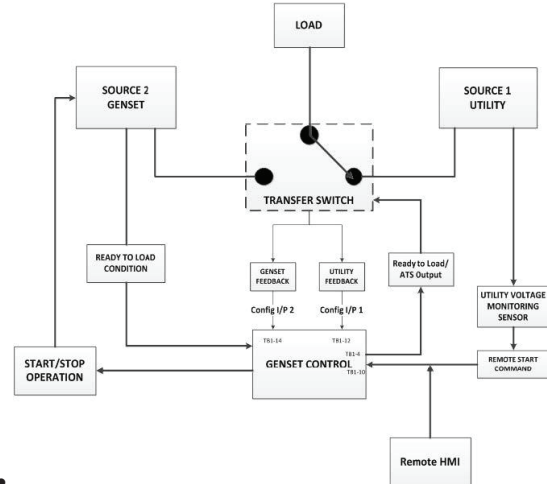 LOAD
SOURCE 2
GENSET
SOURCE 1
UTILITY
TRANSFER SWITCH
READY TO LOAD
CONDITION
GENSET
FEEDBACK
UTILITY
FEEDBACK
Ready to Load/
ATS Output
UTILITY VOLTAGE
MONITORING
SENSOR
Config I/P 2
Config I/P 1
TB1-14
TB1-12
TB1-4
GENSET CONTROL
TB1-10
START/STOP
OPERATION
REMOTE START
COMMAND
Remote HMI